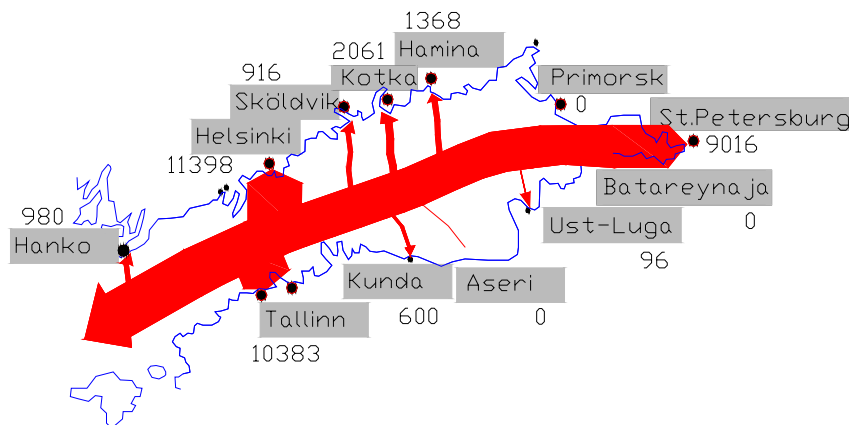 1368
Hamina
2061
Kotka
916
Sköldvik
Helsinki
11398
Primorsk
0
St.Petersburg
9016
Batareynaja
0
980
Hanko
Ust-Luga
96
Kunda
600
Aseri
0
Tallinn
10383